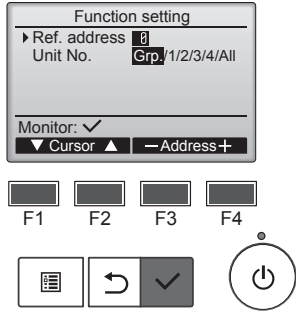 Function setting
Ref. address 0
Unit No. Grp./1/2/3/4/All
Monitor: ✓
▼ Cursor ▲ －Address＋
F1 F2 F3 F4